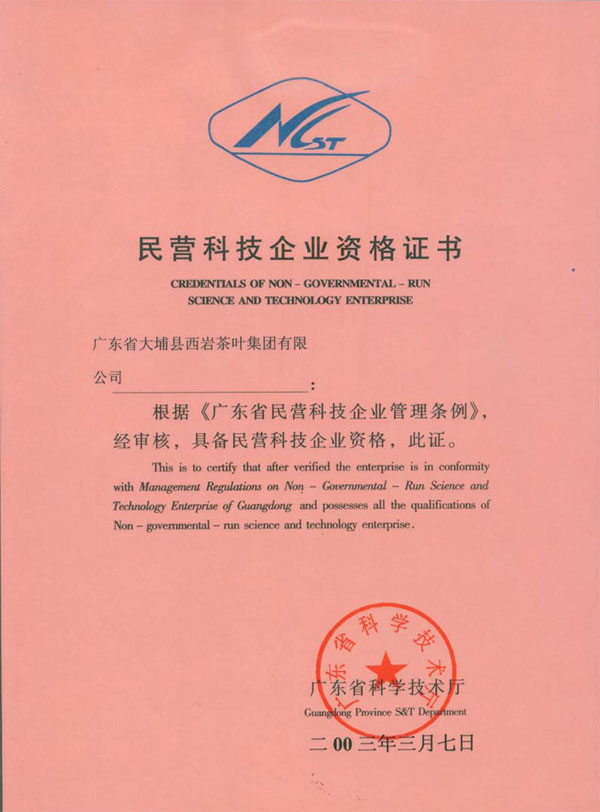 NCST
民营科技企业资格证书
CREDENTIALS OF NON – GOVERNMENTAL – RUN
SCIENCE AND TECHNOLOGY ENTERPRISE
广东省大埔县西岩茶叶集团有限
公司:
根据《广东省民营科技企业管理条例》,
经审核,具备民营科技企业资格,此证。
This is to certify that after verified the enterprise is in conformity
with Management Regulations on Non – Governmental – Run Science and
Technology Enterprise of Guangdong and possesses all the qualifications of
Non – governmental – run science and technology enterprise.
广东省科学技术厅
广东省科学技术厅
Guangdong Province S&T Department
二00三年三月七日